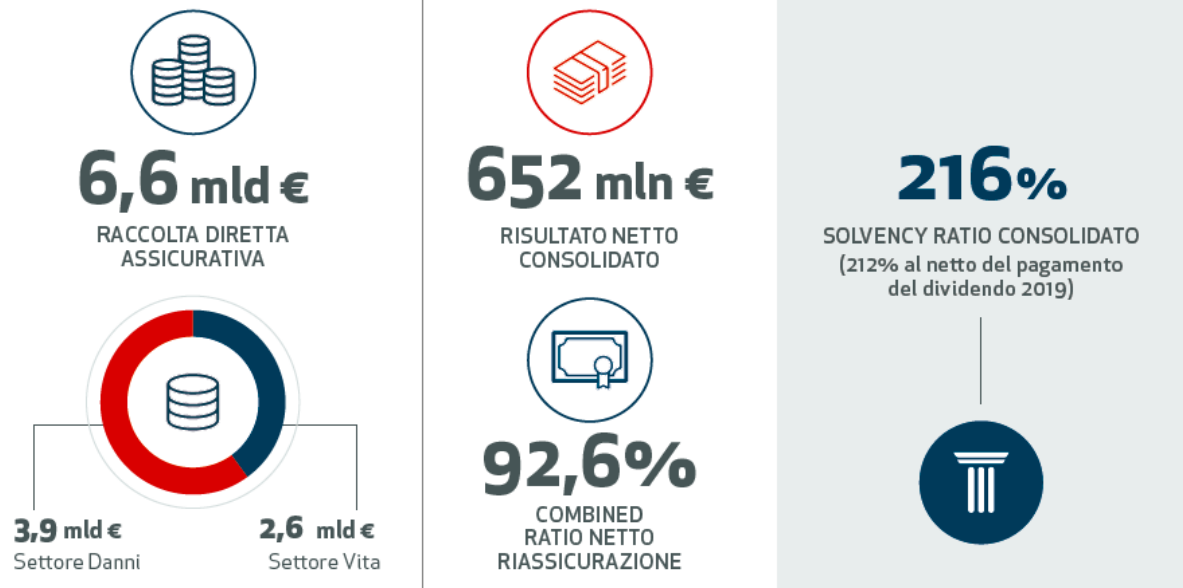 6,6 mld €
RACCOLTA DIRETTA
ASSICURATIVA
3,9 mld €
Settore Danni
2,6 mld €
Settore Vita
652 mln €
RISULTATO NETTO
CONSOLIDATO
92,6%
COMBINED
RATIO NETTO
RIASSICURAZIONE
216%
SOLVENCY RATIO CONSOLIDATO
(212% al netto del pagamento
del dividendo 2019)